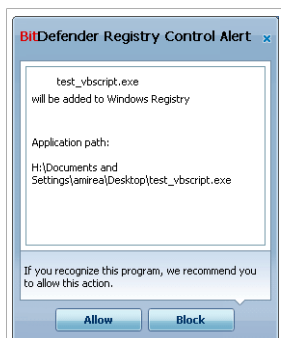 BitDefender Registry Control Alert x
test_vbscript.exe
will be added to Windows Registry
Application path:
H:\Documents and
Settings\amirea\Desktop\test_vbscript.exe
If you recognize this program, we recommend you
to allow this action.
Allow Block